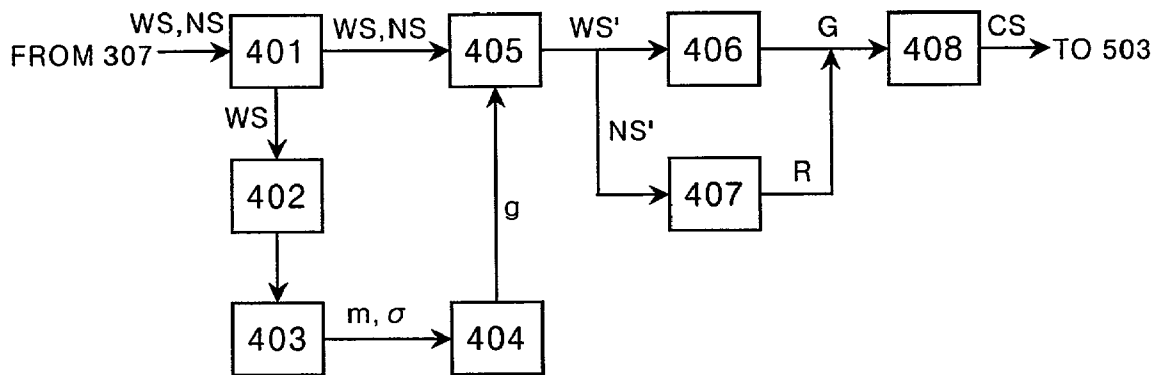 WS,NS
FROM 307
401
WS,NS
405
WS'
406
G
408
CS
TO 503
WS
NS'
402
407
R
g
403
m, σ
404